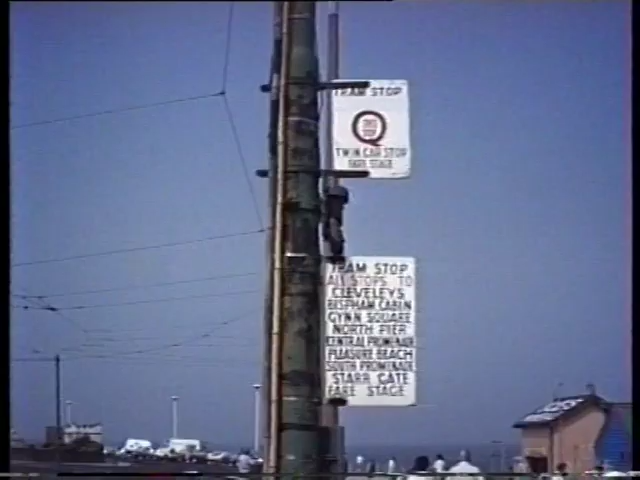 TRAM STOP
Q
TWIN CAR STOP
FARE STAGE
TRAM STOP
ALL STOPS TO
CLEVELEYS
BISPHAM CABIN
GYNN SQUARE
NORTH PIER
CENTRAL PROMENADE
PLEASURE BEACH
SOUTH PROMENADE
STARR GATE
FARE STAGE